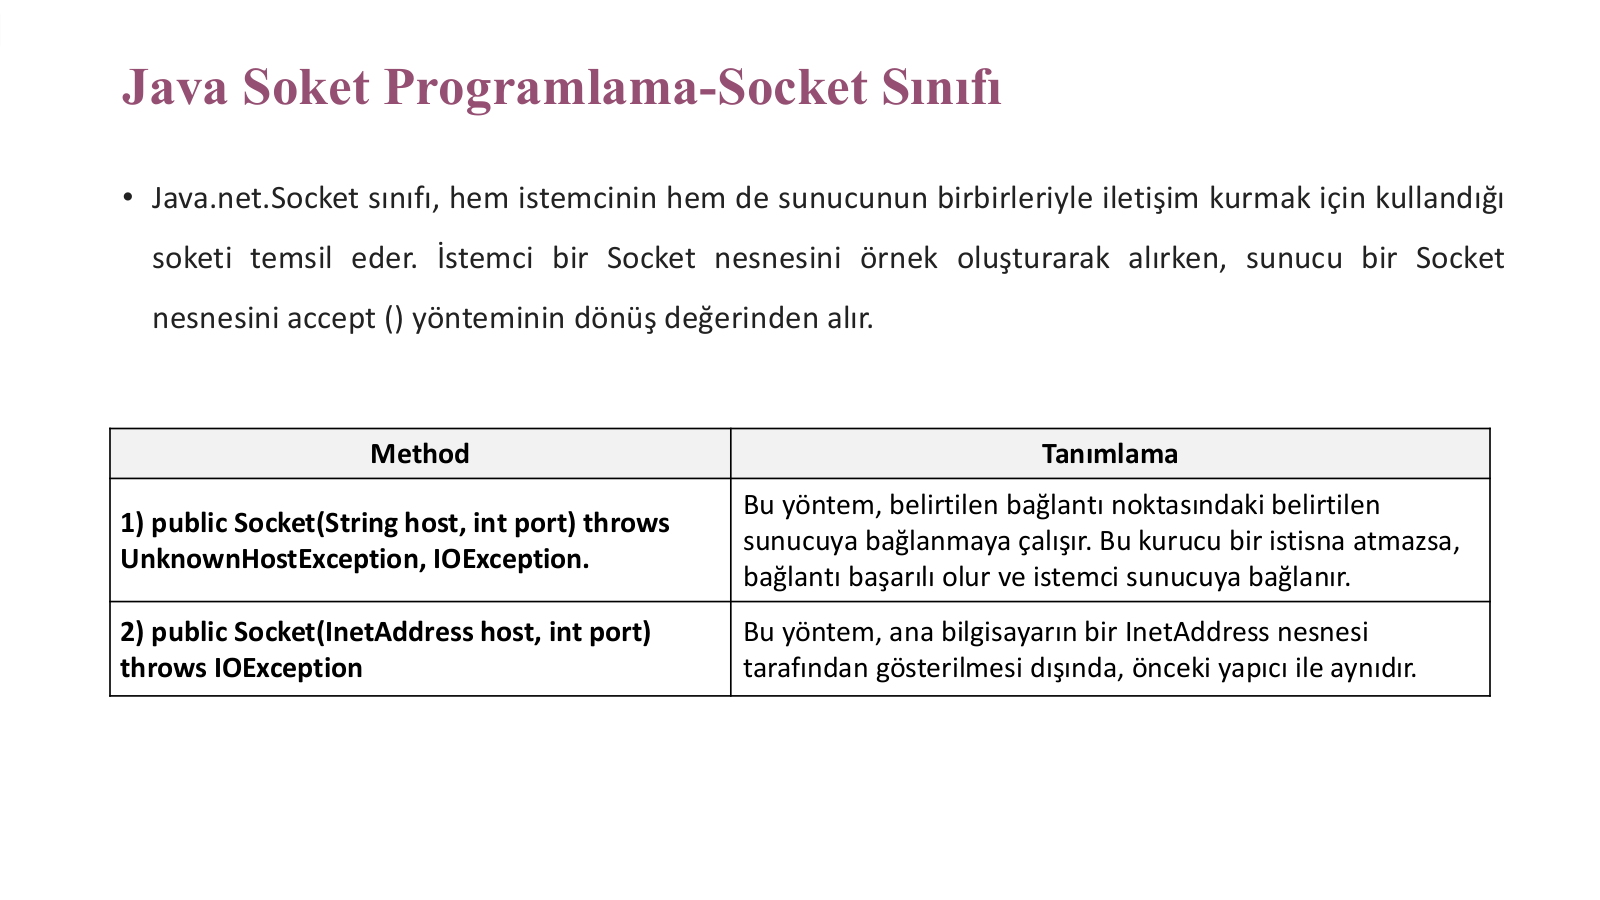 Java Soket Programlama-Socket Sınıfı
• Java.net.Socket sınıfı, hem istemcinin hem de sunucunun birbirleriyle iletişim kurmak için kullandığı
soketi temsil eder. İstemci bir Socket nesnesini örnek oluşturarak alırken, sunucu bir Socket
nesnesini accept () yönteminin dönüş değerinden alır.
Method
Tanımlama
1) public Socket(String host, int port) throws
UnknownHostException, IOException.
Bu yöntem, belirtilen bağlantı noktasındaki belirtilen
sunucuya bağlanmaya çalışır. Bu kurucu bir istisna atmazsa,
bağlantı başarılı olur ve istemci sunucuya bağlanır.
2) public Socket(InetAddress host, int port)
throws IOException
Bu yöntem, ana bilgisayarın bir InetAddress nesnesi
tarafından gösterilmesi dışında, önceki yapıcı ile aynıdır.